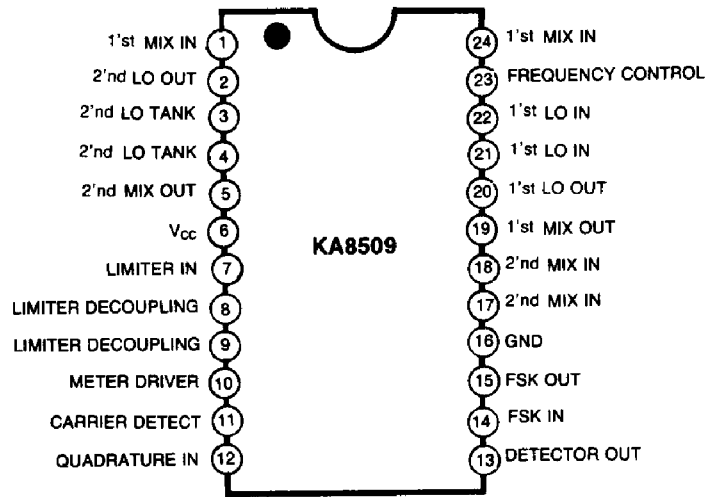 1'st MIX IN 1
2'nd LO OUT 2
2'nd LO TANK 3
2'nd LO TANK 4
2'nd MIX OUT 5
Vcc 6
LIMITER IN 7
LIMITER DECOUPLING 8
LIMITER DECOUPLING 9
METER DRIVER 10
CARRIER DETECT 11
QUADRATURE IN 12
KA8509
24 1'st MIX IN
23 FREQUENCY CONTROL
22 1'st LO IN
21 1'st LO IN
20 1'st LO OUT
19 1'st MIX OUT
18 2'nd MIX IN
17 2'nd MIX IN
16 GND
15 FSK OUT
14 FSK IN
13 DETECTOR OUT